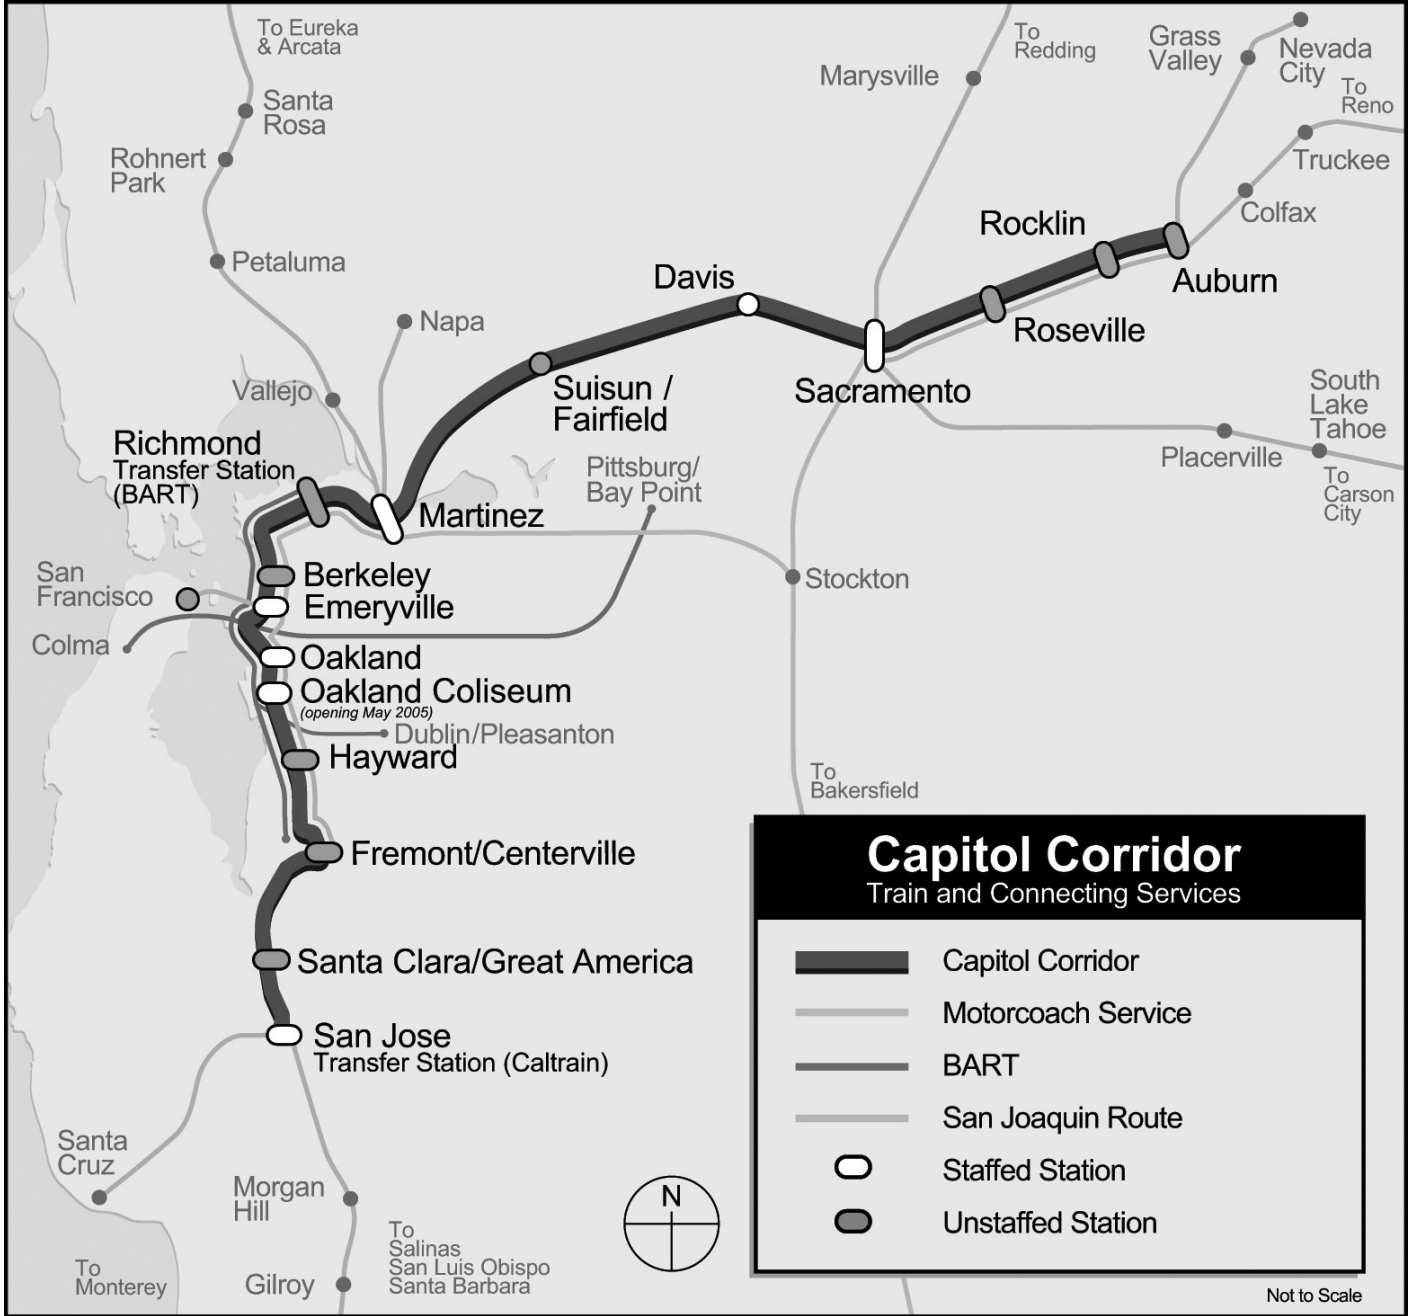 To Eureka
& Arcata
Santa
Rosa
Rohnert
Park
Petaluma
Napa
Vallejo
Marysville
To
Redding
Grass
Valley
Nevada
City
To
Reno
Truckee
Colfax
Rocklin
Auburn
Roseville
Davis
Sacramento
Suisun /
Fairfield
South
Lake
Tahoe
Placerville
To
Carson
City
Richmond
Transfer Station
(BART)
Martinez
Pittsburg/
Bay Point
Stockton
San
Francisco
Colma
Berkeley
Emeryville
Oakland
Oakland Coliseum
(opening May 2005)
Dublin/Pleasanton
Hayward
To
Bakersfield
Fremont/Centerville
Santa Clara/Great America
San Jose
Transfer Station (Caltrain)
Santa
Cruz
Morgan
Hill
To
Monterey
Gilroy
To
Salinas
San Luis Obispo
Santa Barbara
N
Capitol Corridor
Train and Connecting Services
Capitol Corridor
Motorcoach Service
BART
San Joaquin Route
Staffed Station
Unstaffed Station
Not to Scale